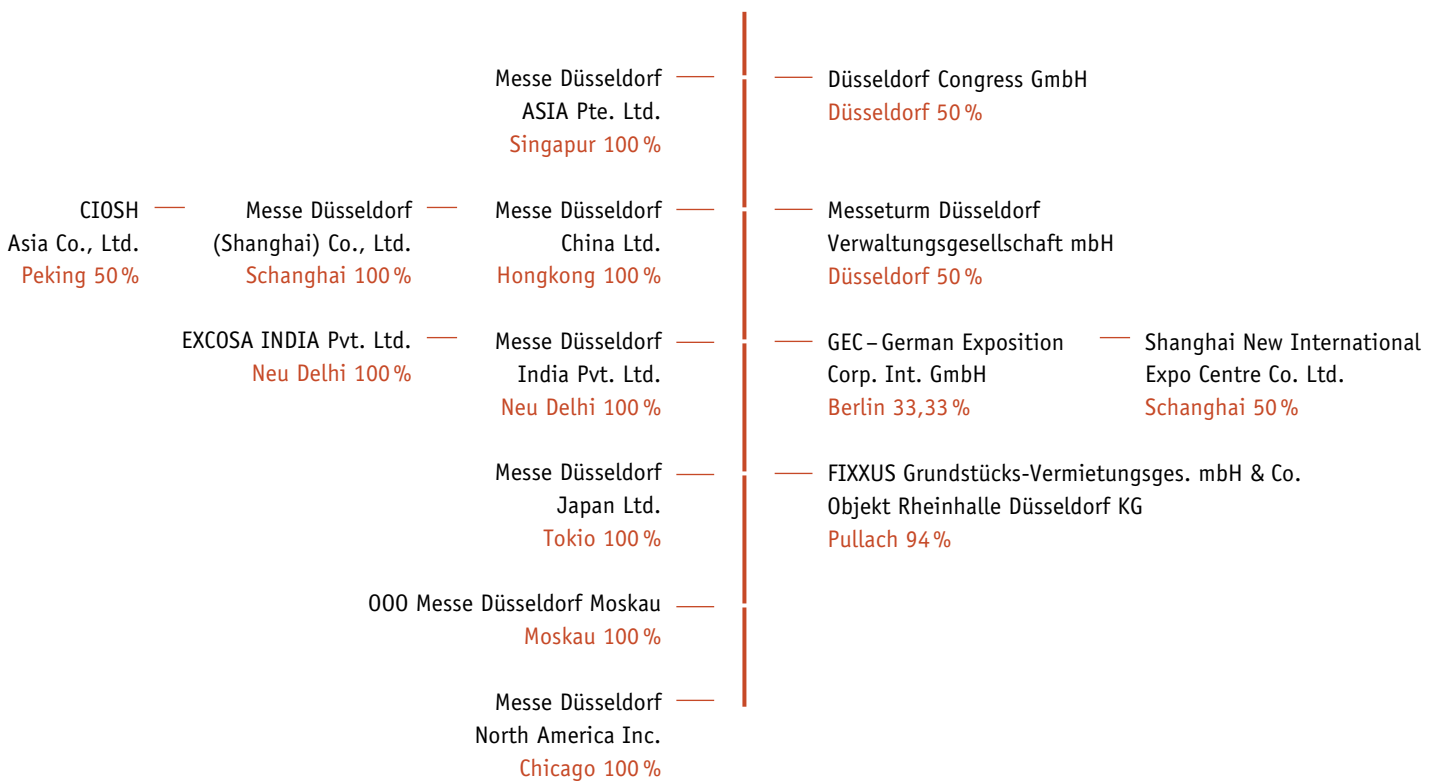 Messe Düsseldorf
ASIA Pte. Ltd.
Singapur 100 %
Düsseldorf Congress GmbH
Düsseldorf 50 %
CIOSH
Asia Co., Ltd.
Peking 50 %
Messe Düsseldorf
(Shanghai) Co., Ltd.
Schanghai 100 %
Messe Düsseldorf
China Ltd.
Hongkong 100 %
Messeturm Düsseldorf
Verwaltungsgesellschaft mbH
Düsseldorf 50 %
EXCOSA INDIA Pvt. Ltd.
Neu Delhi 100 %
Messe Düsseldorf
India Pvt. Ltd.
Neu Delhi 100 %
GEC – German Exposition
Corp. Int. GmbH
Berlin 33,33 %
Shanghai New International
Expo Centre Co. Ltd.
Schanghai 50 %
Messe Düsseldorf
Japan Ltd.
Tokio 100 %
FIXXUS Grundstücks-Vermietungsges. mbH & Co.
Objekt Rheinhalle Düsseldorf KG
Pullach 94 %
OOO Messe Düsseldorf Moskau
Moskau 100 %
Messe Düsseldorf
North America Inc.
Chicago 100 %